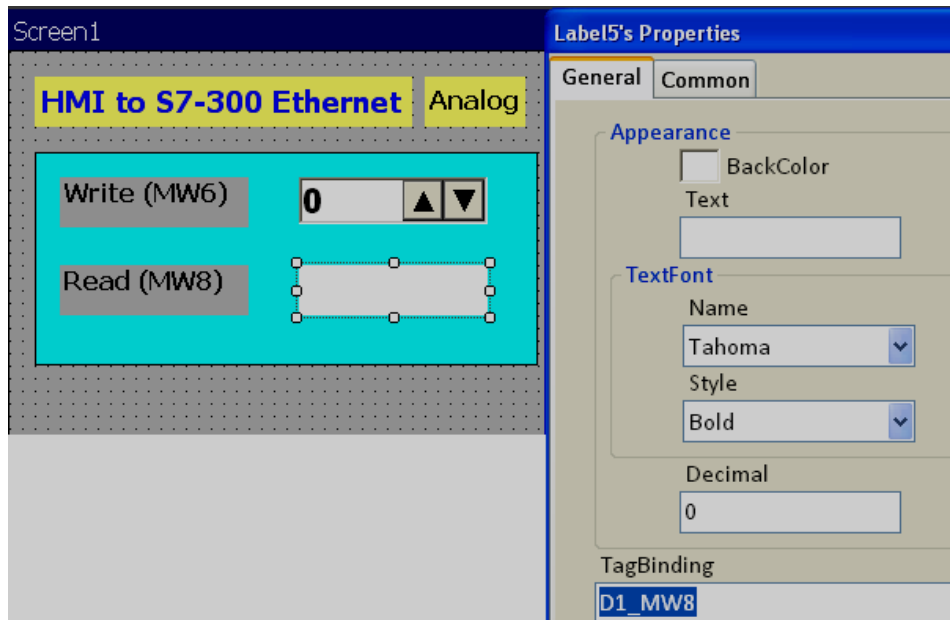 Screen1
HMI to S7-300 Ethernet
Analog
Write (MW6)
0
Read (MW8)
Label5's Properties
General
Common
Appearance
BackColor
Text
TextFont
Name
Tahoma
Style
Bold
Decimal
0
TagBinding
D1_MW8